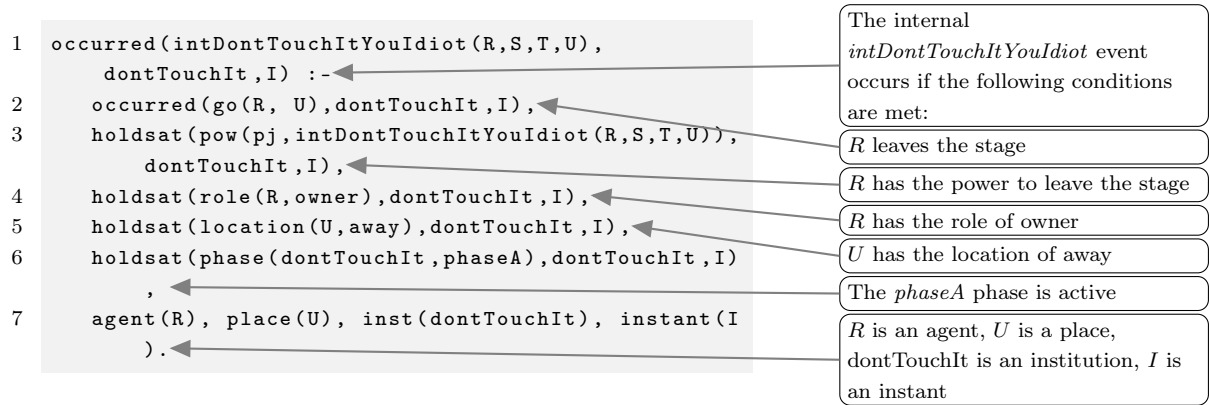 1 occurred(intDontTouchItYouIdiot(R,S,T,U),
dontTouchIt,I) :-
2 occurred(go(R, U),dontTouchIt,I),
3 holdsat(pow(pj,intDontTouchItYouIdiot(R,S,T,U)),
dontTouchIt,I),
4 holdsat(role(R,owner),dontTouchIt,I),
5 holdsat(location(U,away),dontTouchIt,I),
6 holdsat(phase(dontTouchIt,phaseA),dontTouchIt,I)
,
7 agent(R), place(U), inst(dontTouchIt), instant(I
).
The internal
intDontTouchItYouIdiot event
occurs if the following conditions
are met:
R leaves the stage
R has the power to leave the stage
R has the role of owner
U has the location of away
The phaseA phase is active
R is an agent, U is a place,
dontTouchIt is an institution, I is
an instant